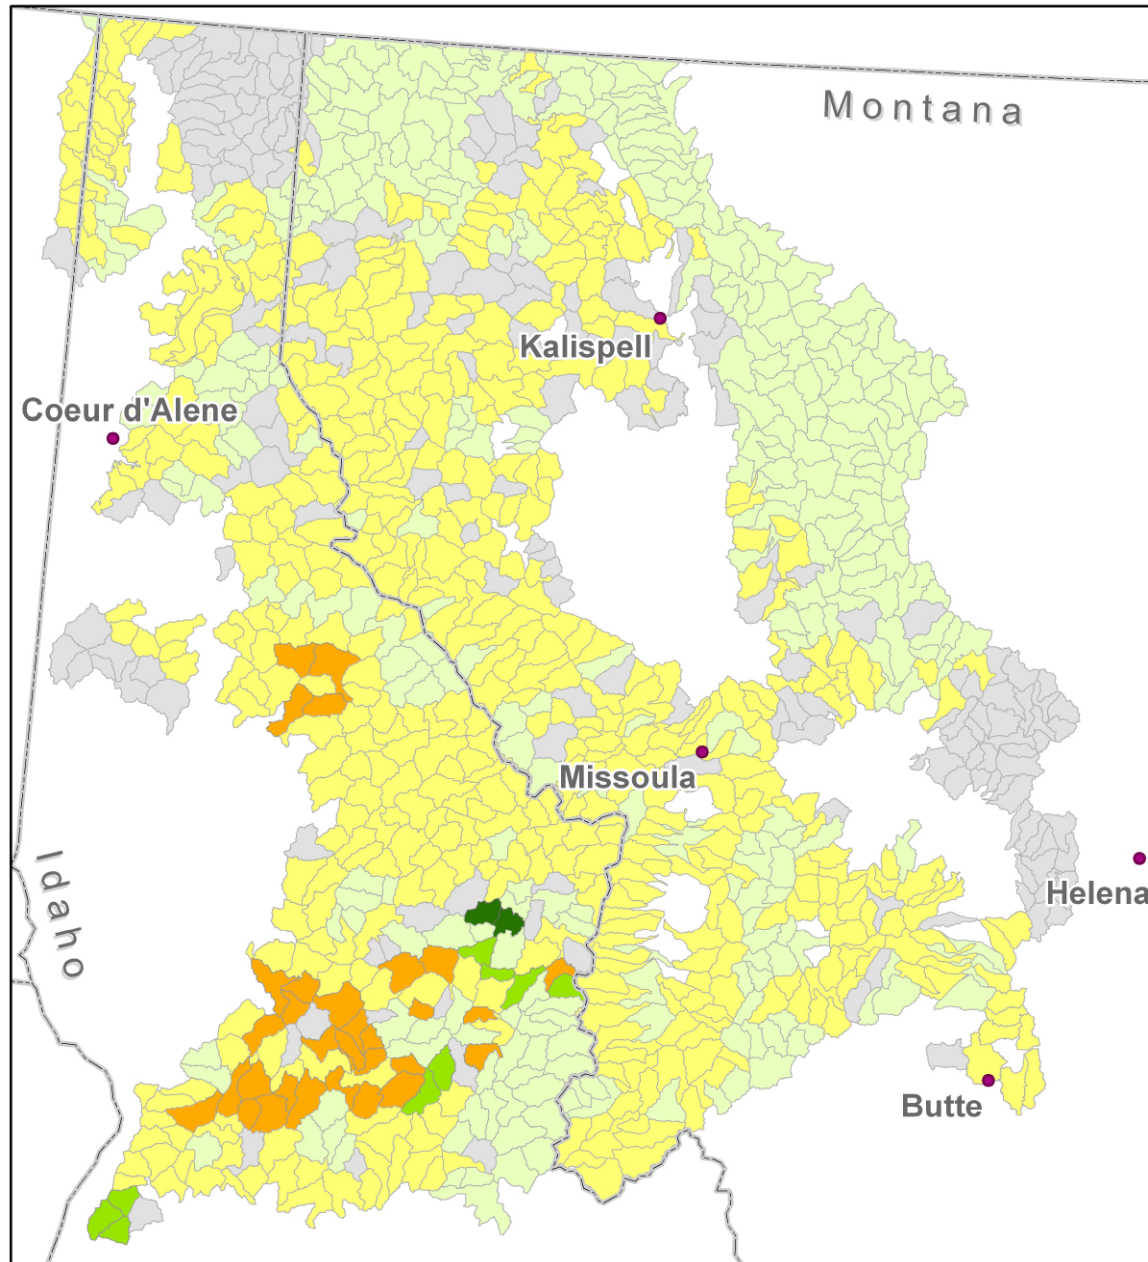 Montana
Kalispell
Coeur d'Alene
Missoula
Idaho
Helena
Butte